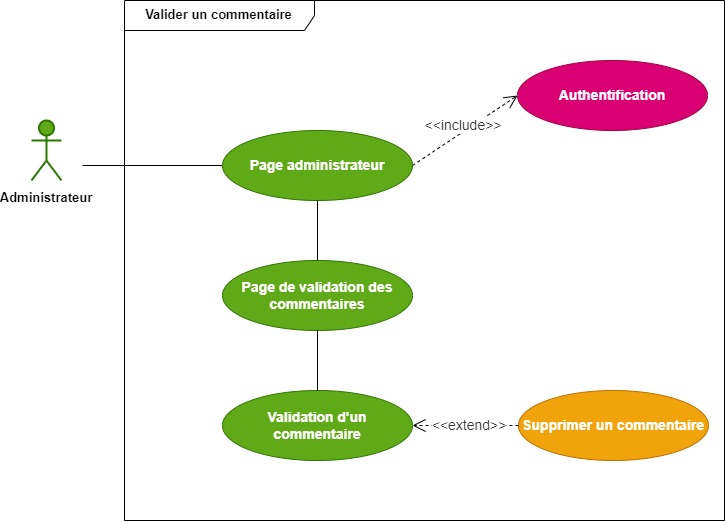 Valider un commentaire
Authentification
<<include>>
Page administrateur
Administrateur
Page de validation des
commentaires
Validation d'un
commentaire
<<extend>>
Supprimer un commentaire